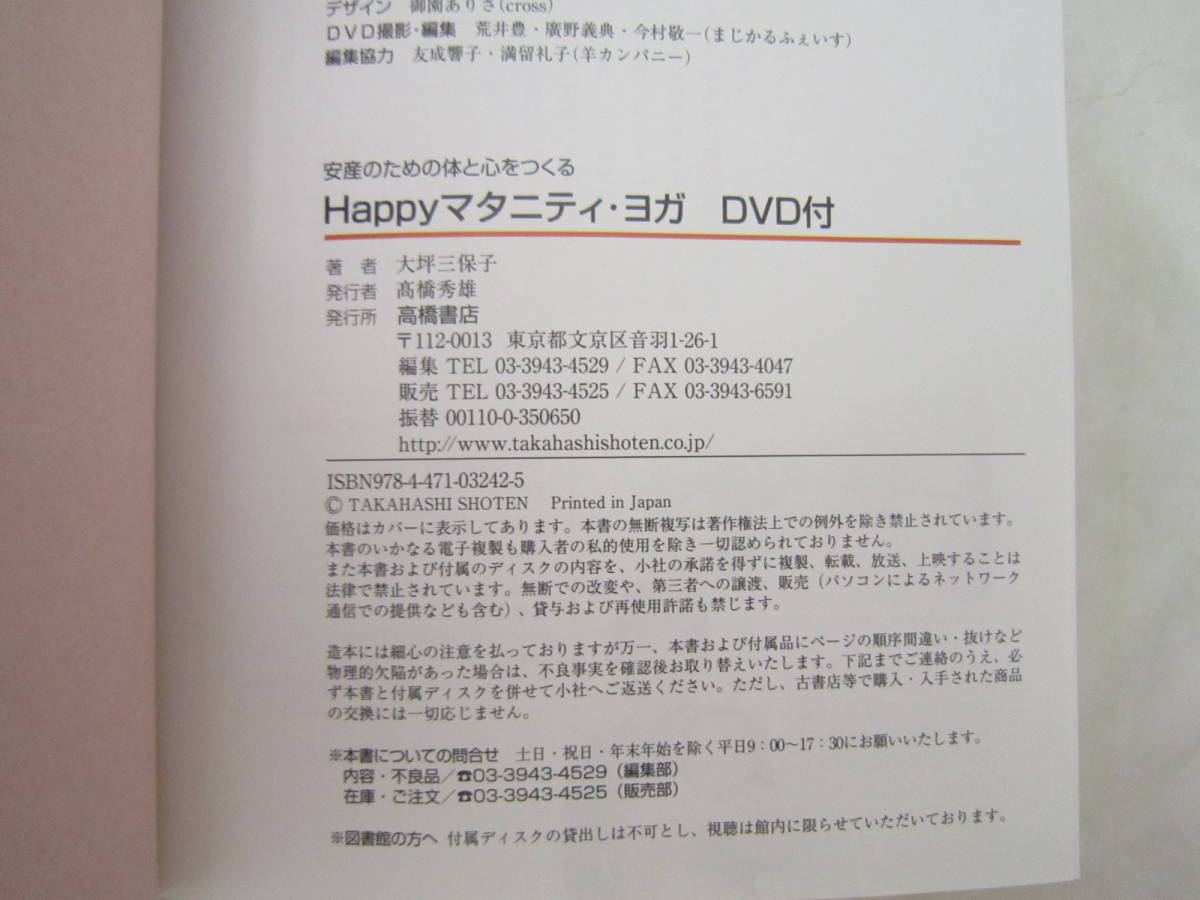 デザイン 御園ありさ(cross)
DVD撮影・編集 荒井豊・廣野義典・今村敬一(まじかるふぇいす)
編集協力 友成響子・満留礼子(羊カンパニー)
安産のための体と心をつくる
Happyマタニティ・ヨガ DVD付
著 者 大坪三保子
発行者 髙橋秀雄
発行所 高橋書店
〒112-0013 東京都文京区音羽1-26-1
編集 TEL 03-3943-4529 / FAX 03-3943-4047
販売 TEL 03-3943-4525 / FAX 03-3943-6591
振替 00110-0-350650
http://www.takahashishoten.co.jp/
ISBN978-4-471-03242-5
© TAKAHASHI SHOTEN Printed in Japan
価格はカバーに表示してあります。本書の無断複写は著作権法上での例外を除き禁止されています。
本書のいかなる電子複製も購入者の私的使用を除き一切認められておりません。
また本書および付属のディスクの内容を、小社の承諾を得ずに複製、転載、放送、上映することは
法律で禁止されています。無断での改変や、第三者への譲渡、販売（パソコンによるネットワーク
通信での提供なども含む）、貸与および再使用許諾も禁じます。
造本には細心の注意を払っておりますが万一、本書および付属品にページの順序間違い・抜けなど
物理的欠陥があった場合は、不良事実を確認後お取り替えいたします。下記までご連絡のうえ、必
ず本書と付属ディスクを併せて小社へご返送ください。ただし、古書店等で購入・入手された商品
の交換には一切応じません。
※本書についての問合せ 土日・祝日・年末年始を除く平日9：00〜17：30にお願いいたします。
内容・不良品／☎03-3943-4529（編集部）
在庫・ご注文／☎03-3943-4525（販売部）
※図書館の方へ 付属ディスクの貸出しは不可とし、視聴は館内に限らせていただいております。